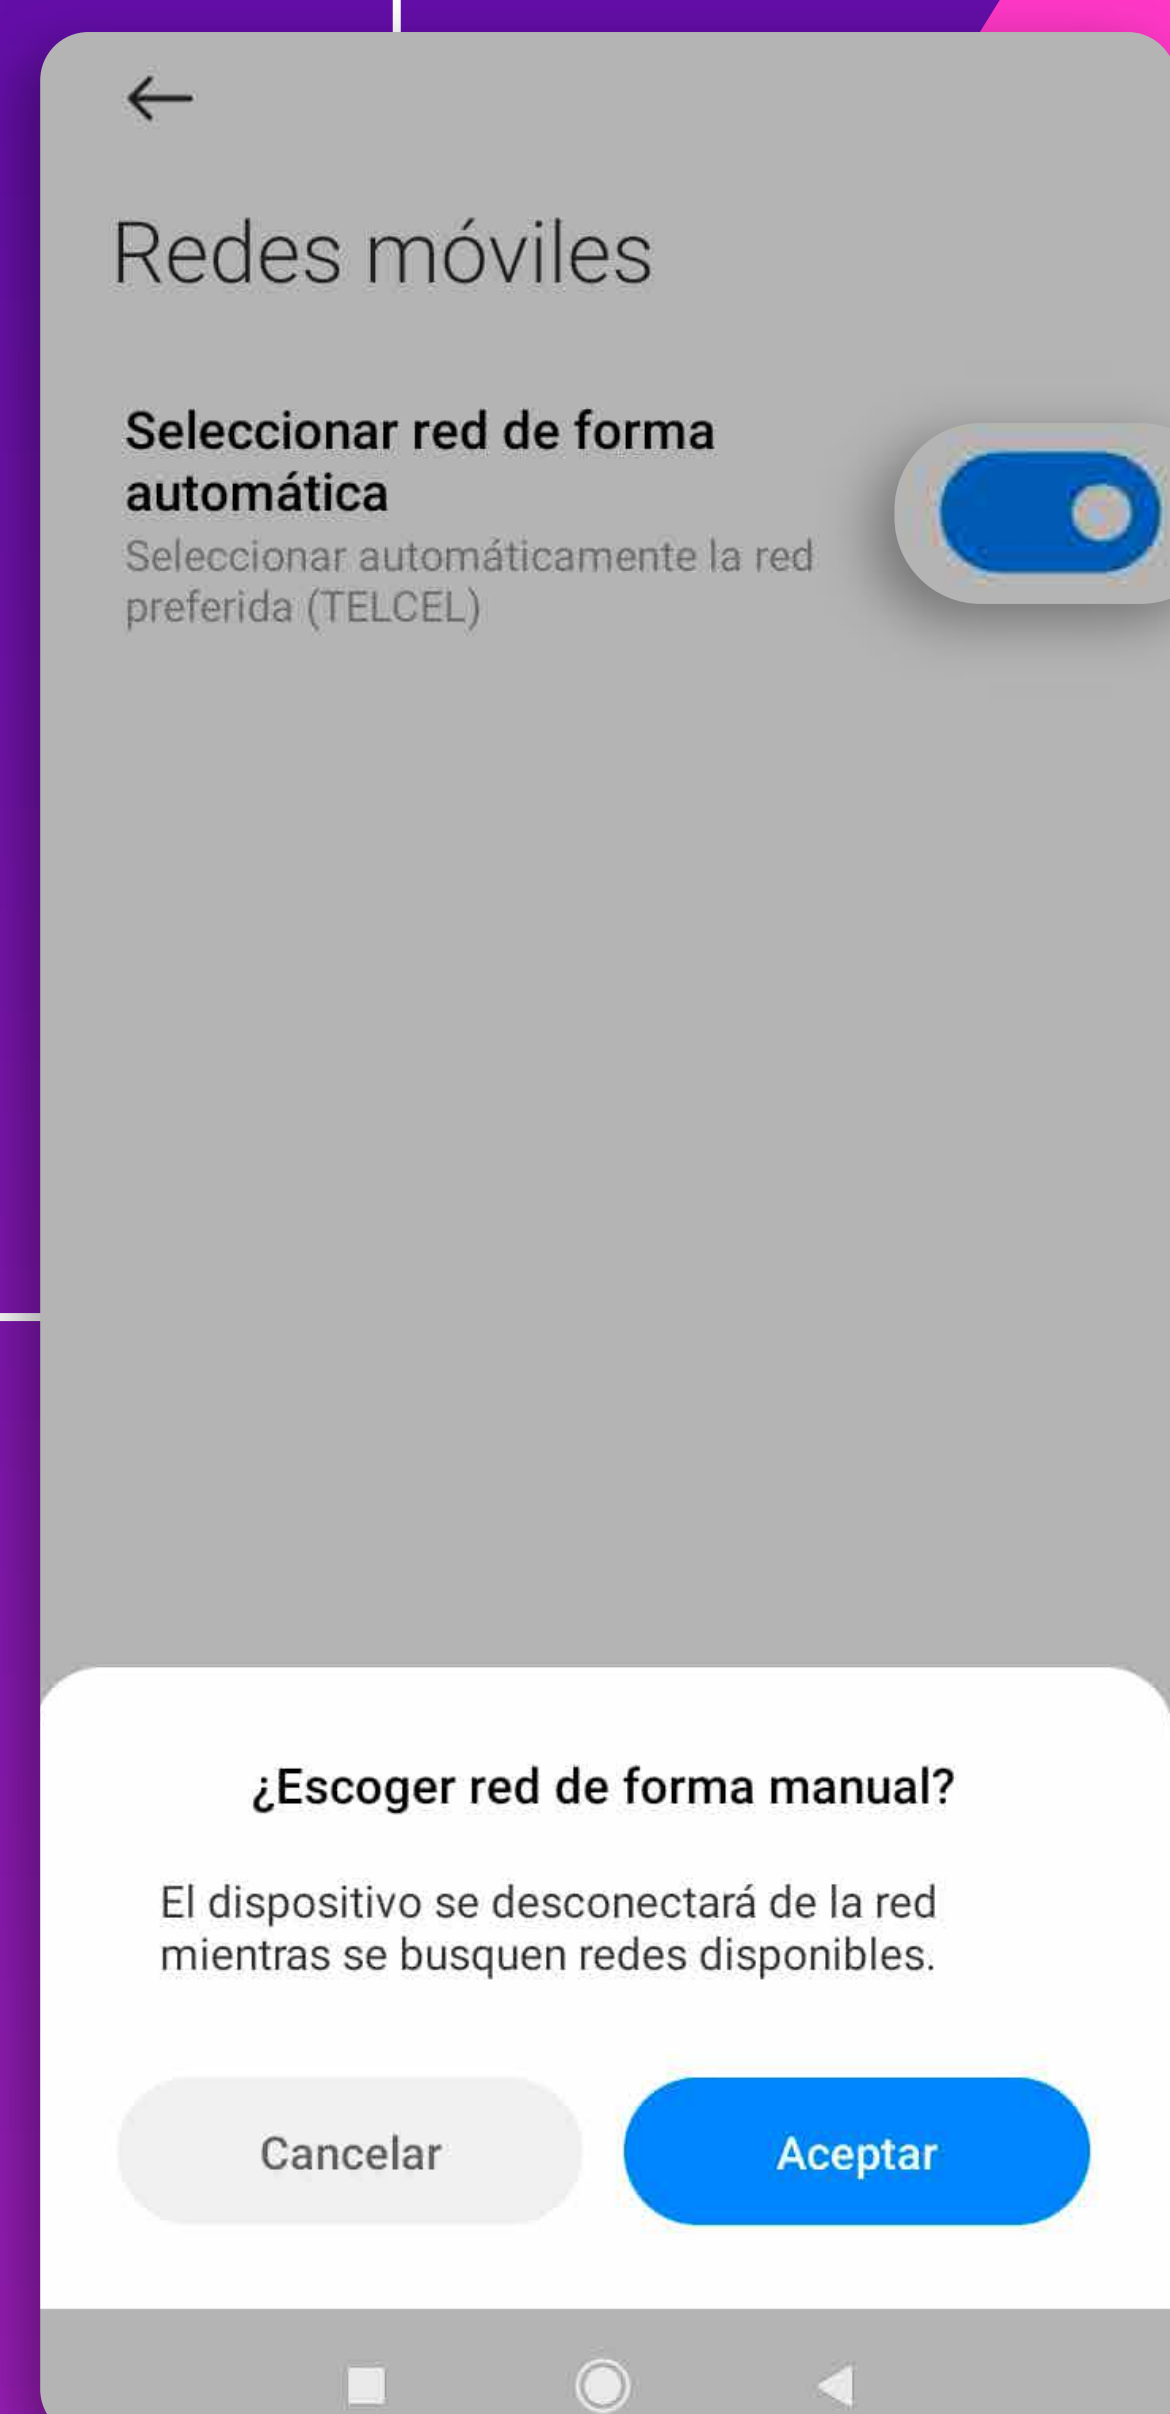 Redes móviles
Seleccionar red de forma
automática
Seleccionar automáticamente la red
preferida (TELCEL)
¿Escoger red de forma manual?
El dispositivo se desconectará de la red
mientras se busquen redes disponibles.
Cancelar
Aceptar